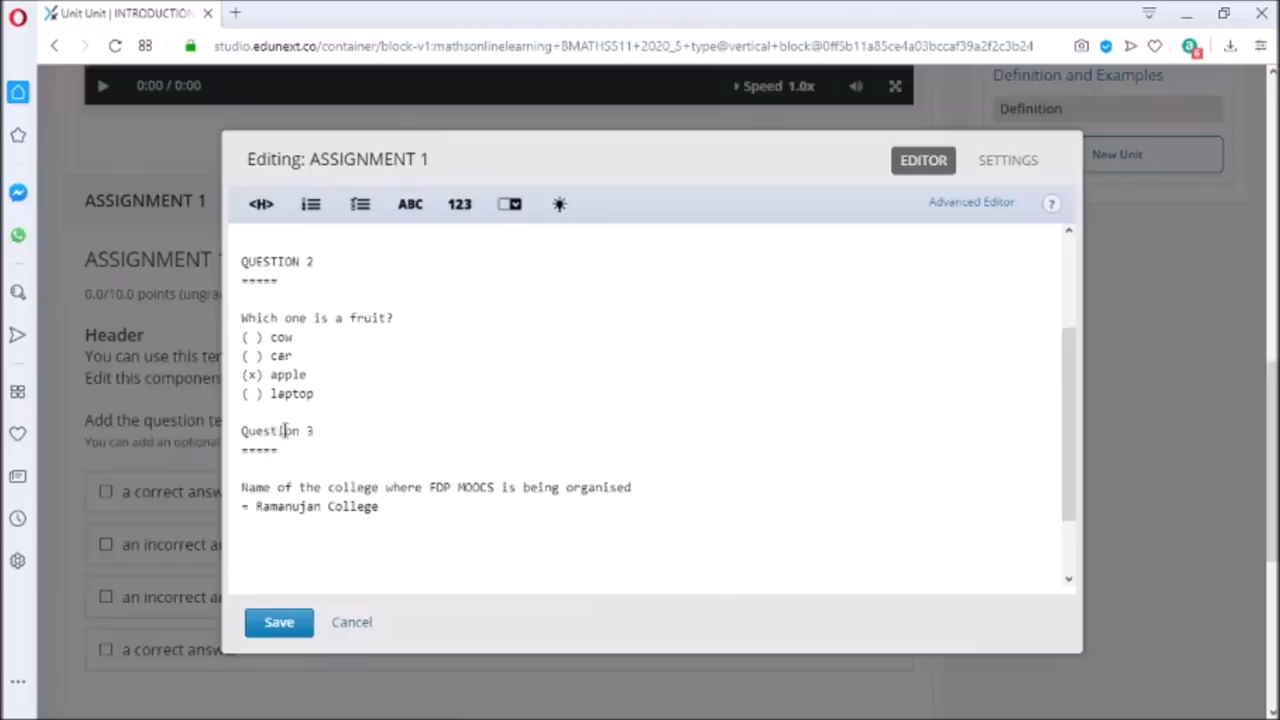 Unit Unit | INTRODUCTION
studio.edunext.co/container/block-v1:mathsonlinelearning+BMATHS511+2020_5+type@vertical+block@0ff5b11a85ce4a03bccaf39a2f2c3b24
0:00 / 0:00
Speed 1.0x
Definition and Examples
Definition
New Unit
Editing: ASSIGNMENT 1
EDITOR
SETTINGS
<H>
ABC
123
Advanced Editor
?
ASSIGNMENT 1
ASSIGNMENT 1
0.0/10.0 points (ungra
Header
You can use this te
Edit this componen
Add the question te
You can add an optional
a correct answ
an incorrect a
an incorrect a
a correct answ
QUESTION 2
=====
Which one is a fruit?
( ) cow
( ) car
(x) apple
( ) laptop
Question 3
=====
Name of the college where FDP MOOCS is being organised
= Ramanujan College
Save
Cancel